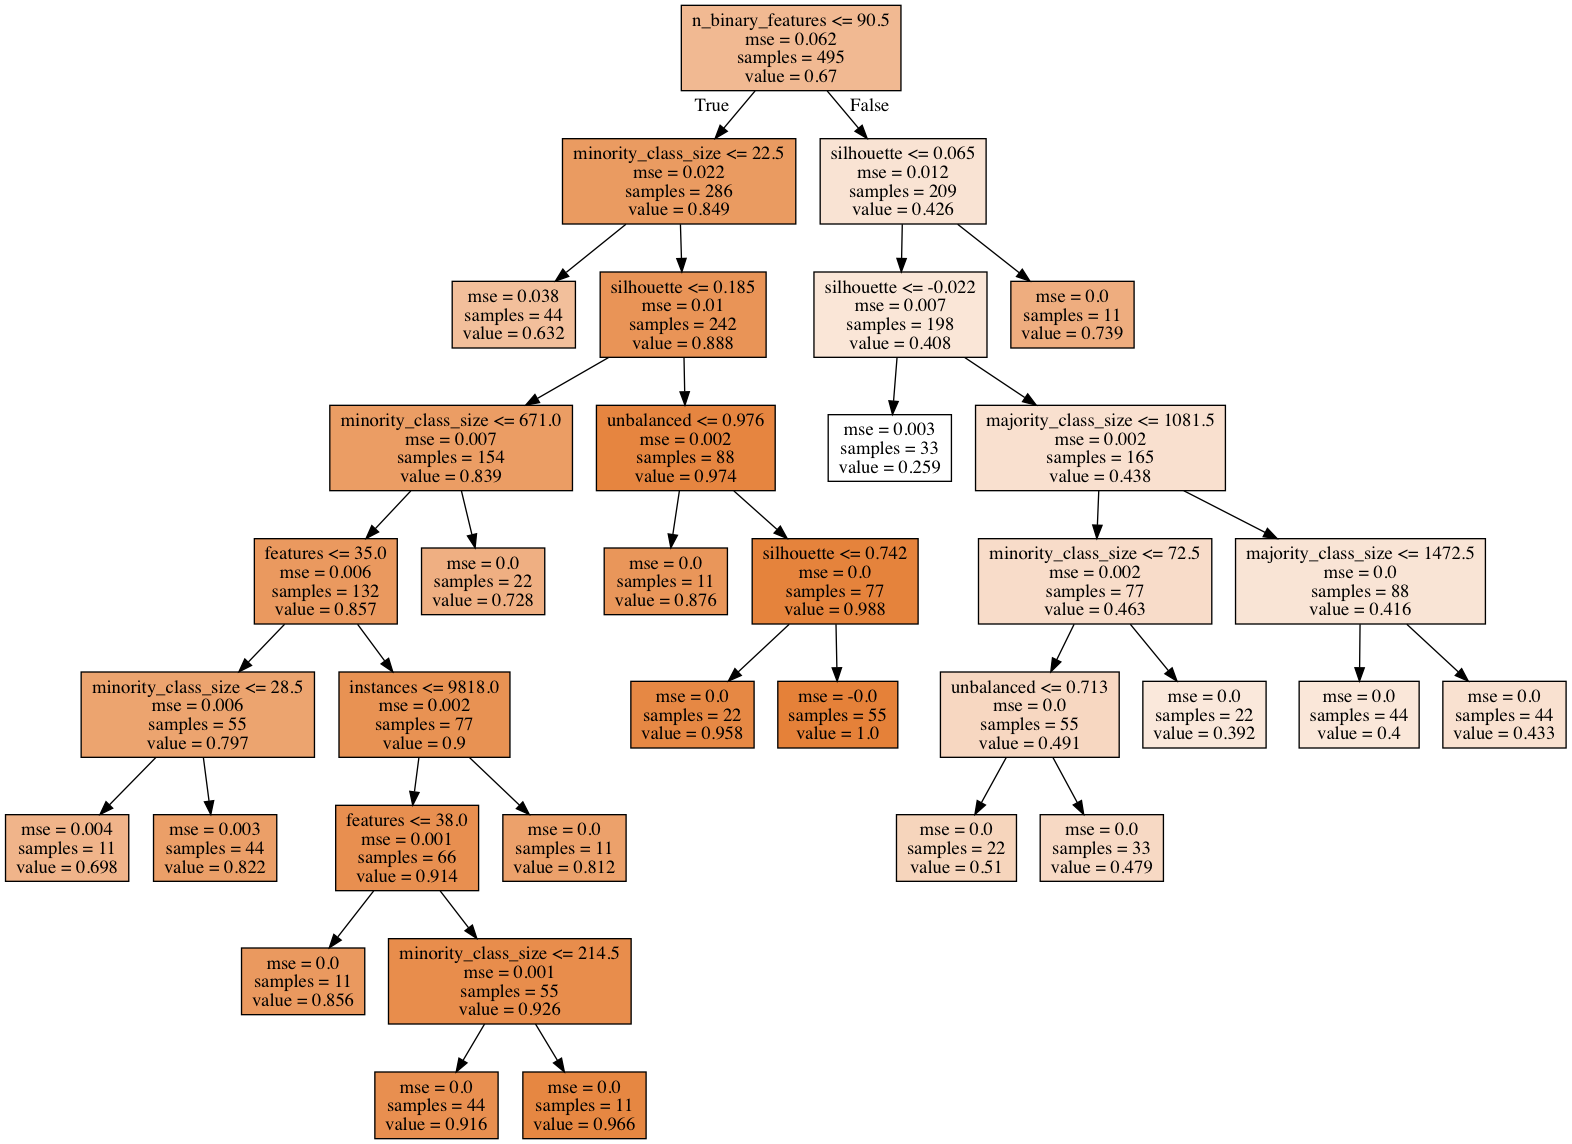 n_binary_features <= 90.5
mse = 0.062
samples = 495
value = 0.67
True
False
minority_class_size <= 22.5
mse = 0.022
samples = 286
value = 0.849
silhouette <= 0.065
mse = 0.012
samples = 209
value = 0.426
mse = 0.038
samples = 44
value = 0.632
silhouette <= 0.185
mse = 0.01
samples = 242
value = 0.888
silhouette <= -0.022
mse = 0.007
samples = 198
value = 0.408
mse = 0.0
samples = 11
value = 0.739
minority_class_size <= 671.0
mse = 0.007
samples = 154
value = 0.839
unbalanced <= 0.976
mse = 0.002
samples = 88
value = 0.974
mse = 0.003
samples = 33
value = 0.259
majority_class_size <= 1081.5
mse = 0.002
samples = 165
value = 0.438
features <= 35.0
mse = 0.006
samples = 132
value = 0.857
mse = 0.0
samples = 22
value = 0.728
mse = 0.0
samples = 11
value = 0.876
silhouette <= 0.742
mse = 0.0
samples = 77
value = 0.988
minority_class_size <= 72.5
mse = 0.002
samples = 77
value = 0.463
majority_class_size <= 1472.5
mse = 0.0
samples = 88
value = 0.416
minority_class_size <= 28.5
mse = 0.006
samples = 55
value = 0.797
instances <= 9818.0
mse = 0.002
samples = 77
value = 0.9
mse = 0.0
samples = 22
value = 0.958
mse = -0.0
samples = 55
value = 1.0
unbalanced <= 0.713
mse = 0.0
samples = 55
value = 0.491
mse = 0.0
samples = 22
value = 0.392
mse = 0.0
samples = 44
value = 0.4
mse = 0.0
samples = 44
value = 0.433
mse = 0.004
samples = 11
value = 0.698
mse = 0.003
samples = 44
value = 0.822
features <= 38.0
mse = 0.001
samples = 66
value = 0.914
mse = 0.0
samples = 11
value = 0.812
mse = 0.0
samples = 22
value = 0.51
mse = 0.0
samples = 33
value = 0.479
mse = 0.0
samples = 11
value = 0.856
minority_class_size <= 214.5
mse = 0.001
samples = 55
value = 0.926
mse = 0.0
samples = 44
value = 0.916
mse = 0.0
samples = 11
value = 0.966